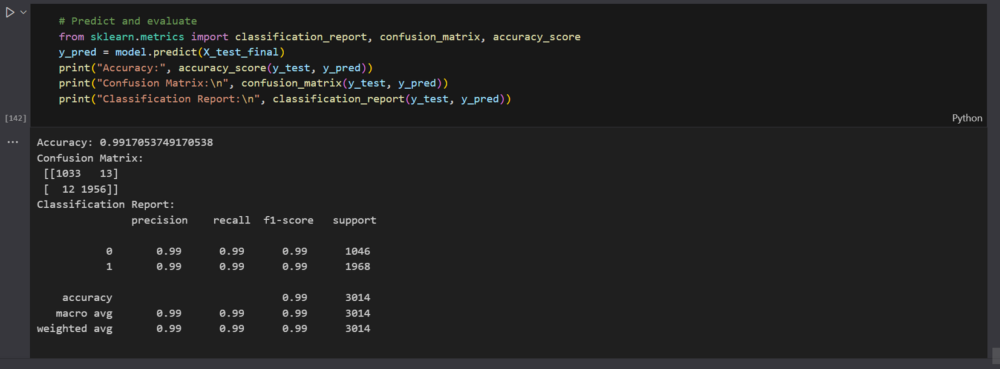 # Predict and evaluate
from sklearn.metrics import classification_report, confusion_matrix, accuracy_score
y_pred = model.predict(X_test_final)
print("Accuracy:", accuracy_score(y_test, y_pred))
print("Confusion Matrix:\n", confusion_matrix(y_test, y_pred))
print("Classification Report:\n", classification_report(y_test, y_pred))
[142]
Python
...
Accuracy: 0.9917053749170538
Confusion Matrix:
[[1033   13]
[  12 1956]]
Classification Report:
precision    recall  f1-score   support
0       0.99      0.99      0.99      1046
1       0.99      0.99      0.99      1968
accuracy                           0.99      3014
macro avg       0.99      0.99      0.99      3014
weighted avg       0.99      0.99      0.99      3014